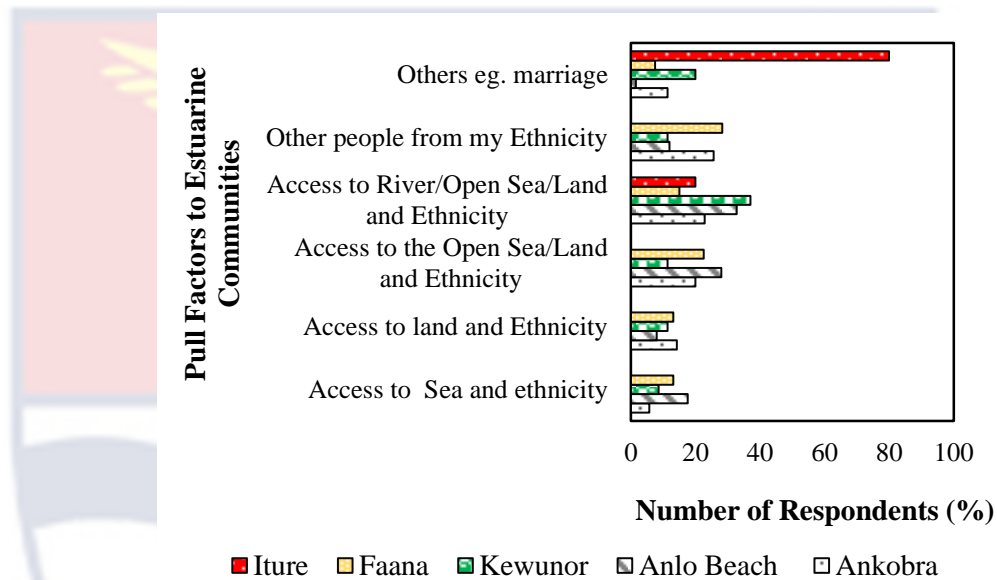 Pull Factors to Estuarine
Communities
Others eg. marriage
Other people from my Ethnicity
Access to River/Open Sea/Land
and Ethnicity
Access to the Open Sea/Land
and Ethnicity
Access to land and Ethnicity
Access to Sea and ethnicity
0 20 40 60 80 100
Number of Respondents (%)
Iture Faana Kewunor Anlo Beach Ankobra